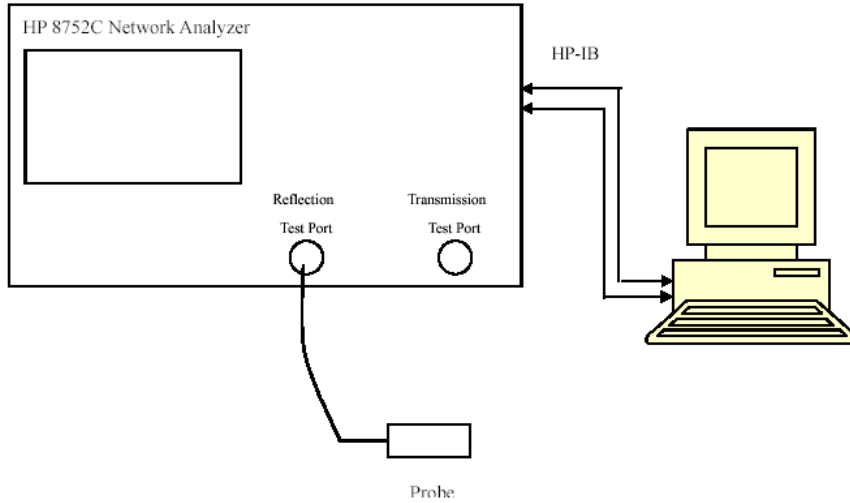 HP 8752C Network Analyzer
HP-IB
Reflection
Test Port
Transmission
Test Port
Probe